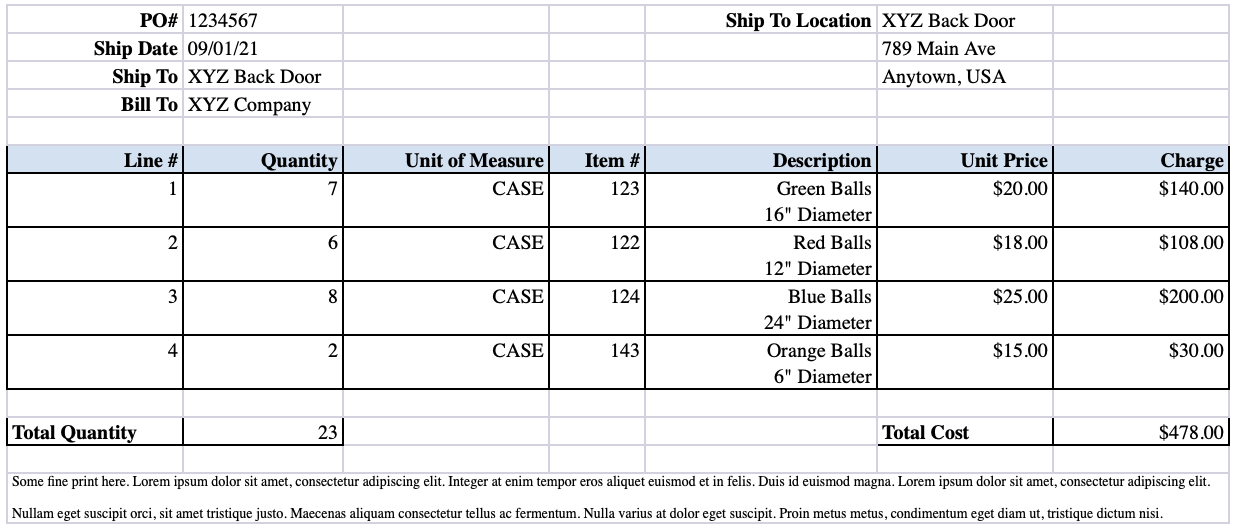 PO# 1234567 Ship To Location XYZ Back Door
Ship Date 09/01/21 789 Main Ave
Ship To XYZ Back Door Anytown, USA
Bill To XYZ Company
Line # Quantity Unit of Measure Item # Description Unit Price Charge
1 7 CASE 123 Green Balls $20.00 $140.00
16" Diameter
2 6 CASE 122 Red Balls $18.00 $108.00
12" Diameter
3 8 CASE 124 Blue Balls $25.00 $200.00
24" Diameter
4 2 CASE 143 Orange Balls $15.00 $30.00
6" Diameter
Total Quantity 23 Total Cost $478.00
Some fine print here. Lorem ipsum dolor sit amet, consectetur adipiscing elit. Integer at enim tempor eros aliquet euismod et in felis. Duis id euismod magna. Lorem ipsum dolor sit amet, consectetur adipiscing elit.
Nullam eget suscipit orci, sit amet tristique justo. Maecenas aliquam consectetur tellus ac fermentum. Nulla varius at dolor eget suscipit. Proin metus metus, condimentum eget diam ut, tristique dictum nisi.